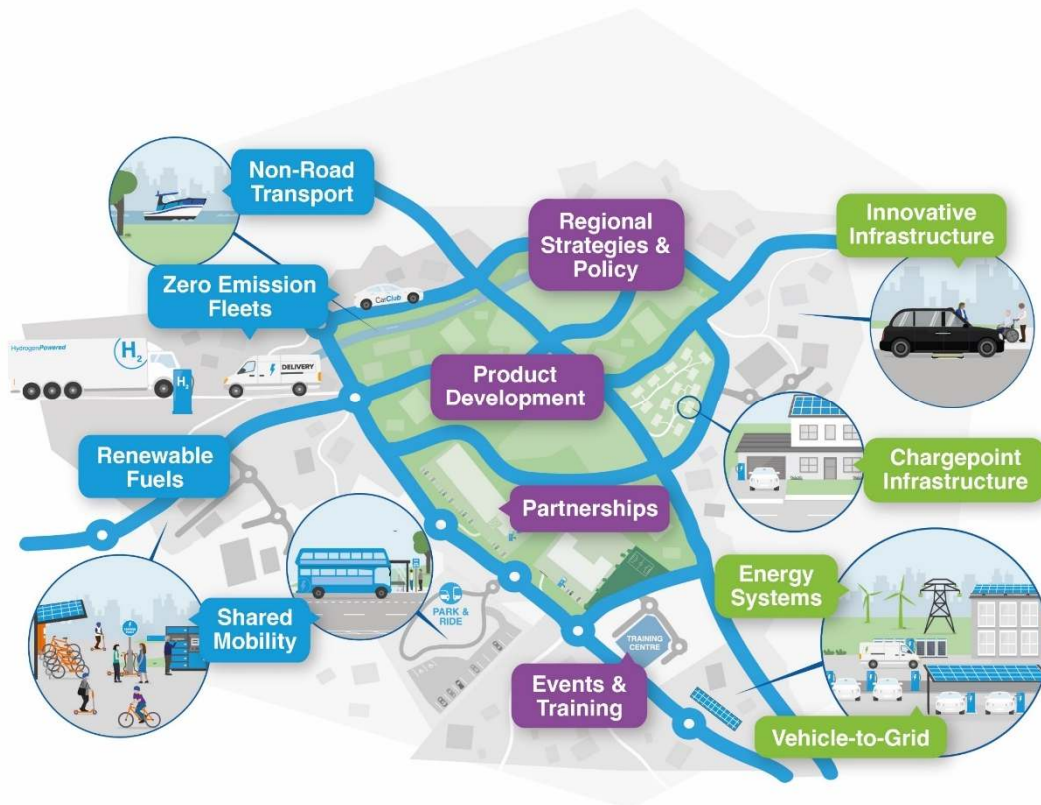 Non-Road
Transport
Regional
Strategies &
Policy
Innovative
Infrastructure
Zero Emission
Fleets
CarClub
HydrogenPowered
H2
H2
DELIVERY
Product
Development
Renewable
Fuels
Chargepoint
Infrastructure
Partnerships
Energy
Systems
Shared
Mobility
PARK &
RIDE
TRAINING
CENTRE
Events &
Training
Vehicle-to-Grid